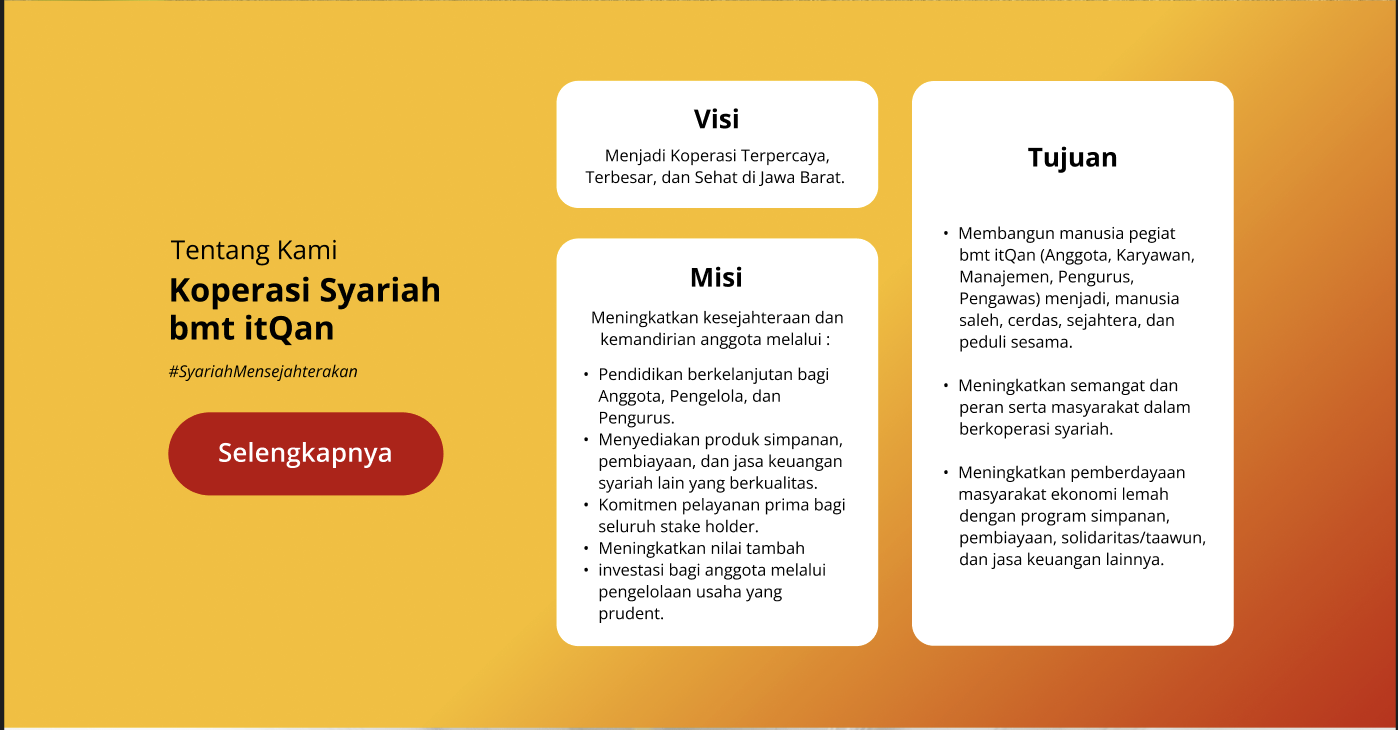 Tentang Kami
Koperasi Syariah
bmt itQan
#SyariahMensejahterakan
Selengkapnya
Visi
Menjadi Koperasi Terpercaya,
Terbesar, dan Sehat di Jawa Barat.
Misi
Meningkatkan kesejahteraan dan
kemandirian anggota melalui :
• Pendidikan berkelanjutan bagi
Anggota, Pengelola, dan
Pengurus.
• Menyediakan produk simpanan,
pembiayaan, dan jasa keuangan
syariah lain yang berkualitas.
• Komitmen pelayanan prima bagi
seluruh stake holder.
• Meningkatkan nilai tambah
• investasi bagi anggota melalui
pengelolaan usaha yang
prudent.
Tujuan
• Membangun manusia pegiat
bmt itQan (Anggota, Karyawan,
Manajemen, Pengurus,
Pengawas) menjadi, manusia
saleh, cerdas, sejahtera, dan
peduli sesama.
• Meningkatkan semangat dan
peran serta masyarakat dalam
berkoperasi syariah.
• Meningkatkan pemberdayaan
masyarakat ekonomi lemah
dengan program simpanan,
pembiayaan, solidaritas/taawun,
dan jasa keuangan lainnya.